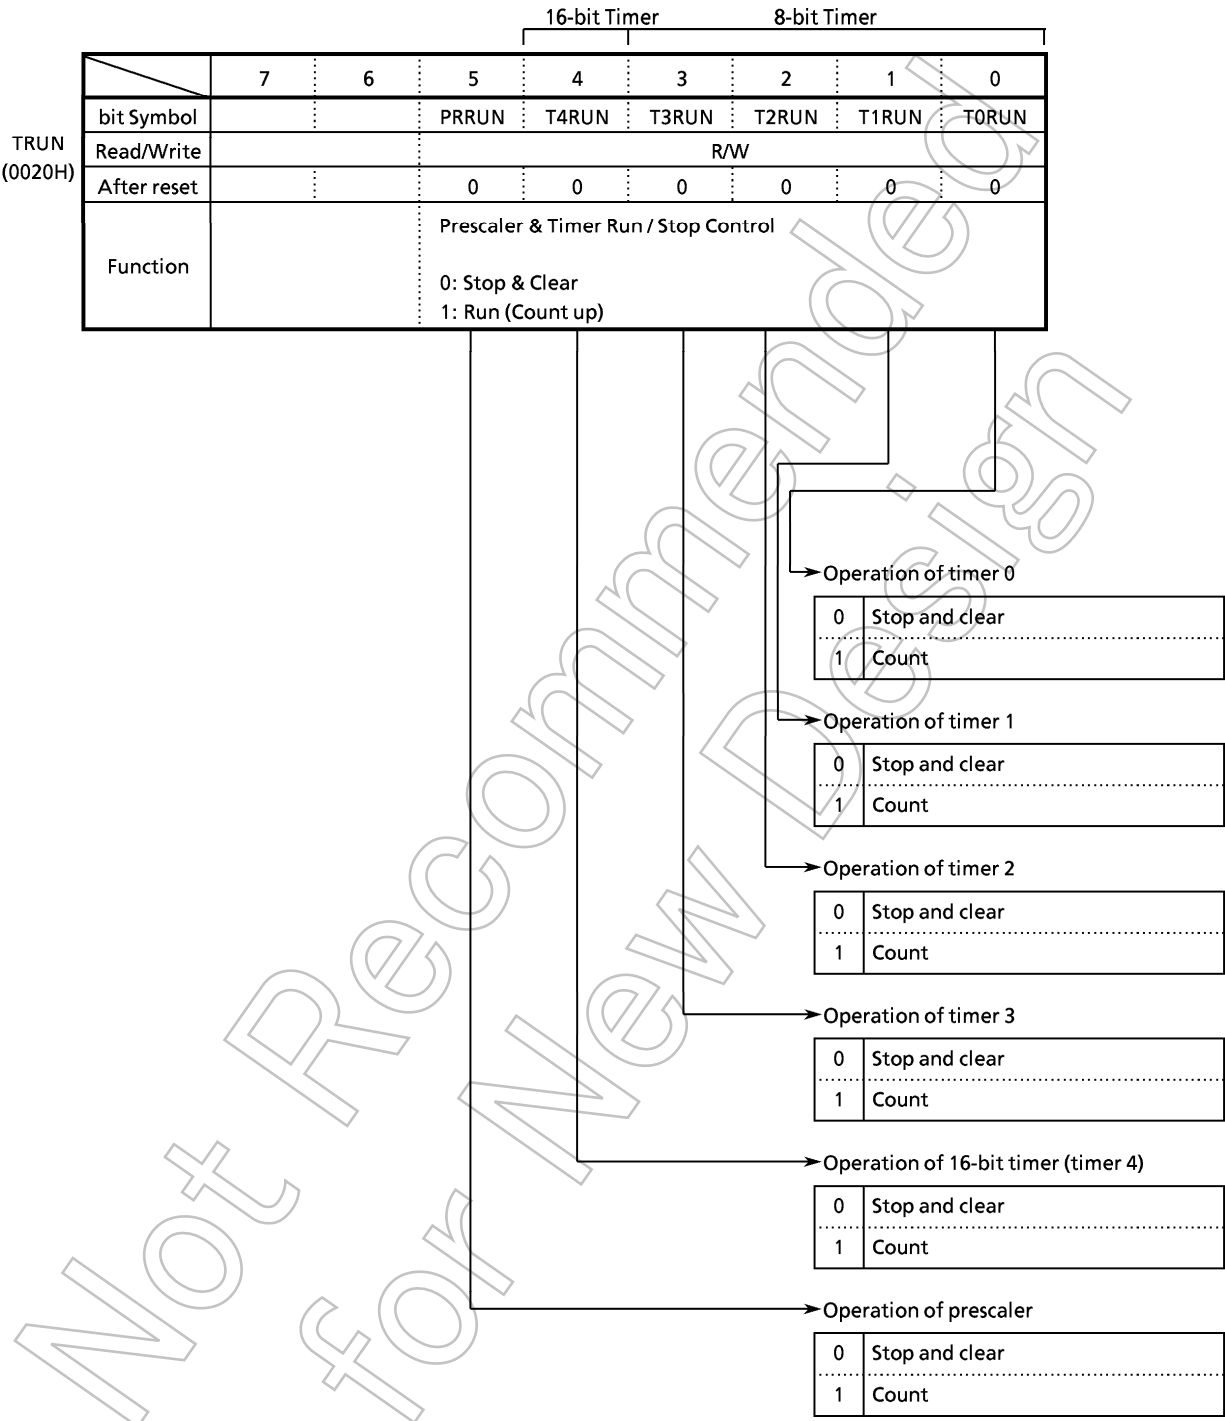 16-bit Timer 8-bit Timer
7 6 5 4 3 2 1 0
bit Symbol PRRUN T4RUN T3RUN T2RUN T1RUN T0RUN
TRUN
(0020H)
Read/Write R/W
After reset 0 0 0 0 0 0
Function
Prescaler & Timer Run / Stop Control
0: Stop & Clear
1: Run (Count up)
Operation of timer 0
0 Stop and clear
1 Count
Operation of timer 1
0 Stop and clear
1 Count
Operation of timer 2
0 Stop and clear
1 Count
Operation of timer 3
0 Stop and clear
1 Count
Operation of 16-bit timer (timer 4)
0 Stop and clear
1 Count
Operation of prescaler
0 Stop and clear
1 Count
Not Recommended
for New Design